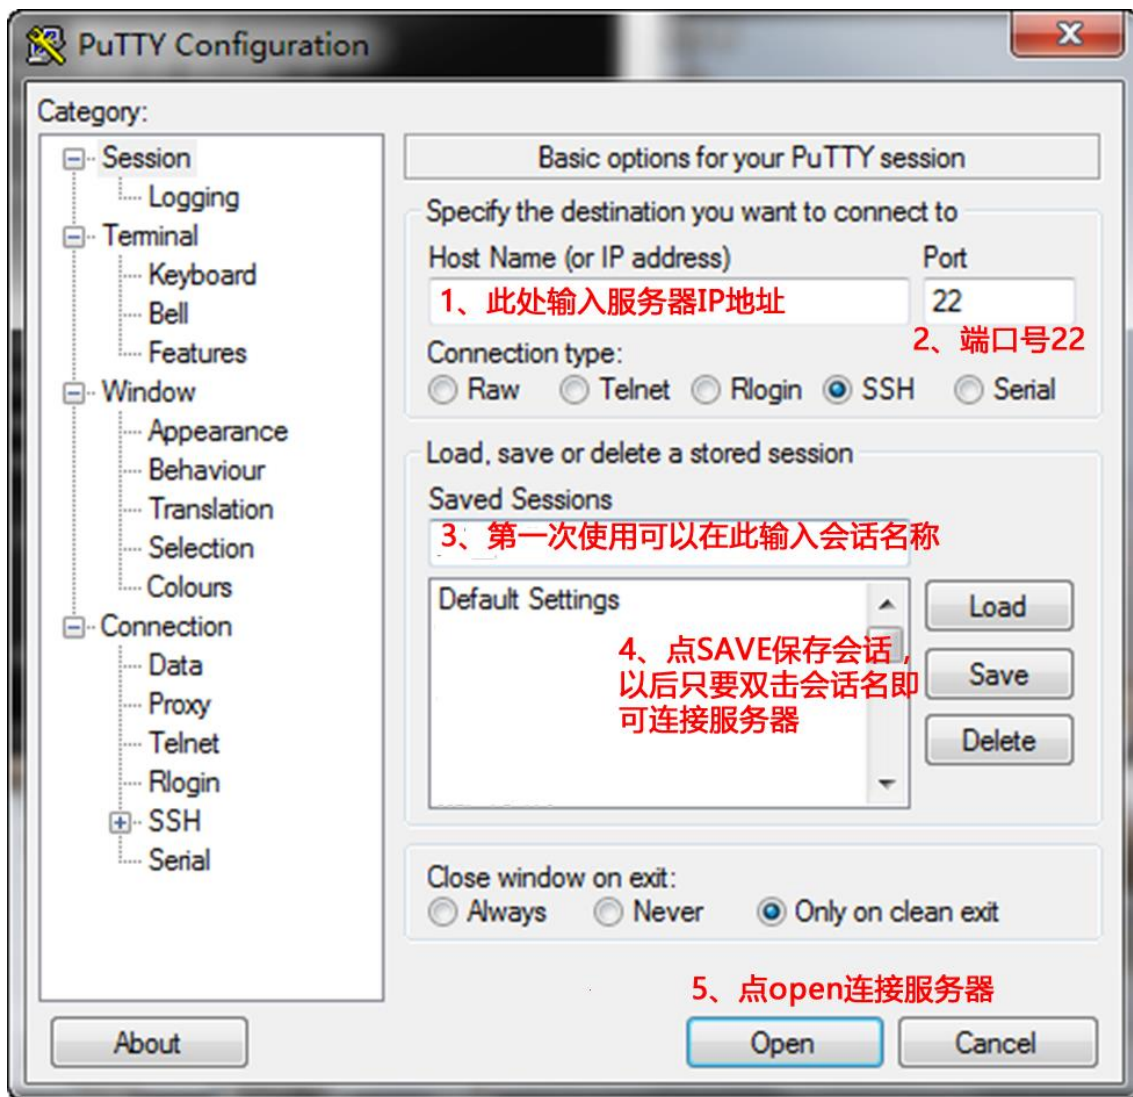 PuTTY Configuration
Category:
Session
Logging
Terminal
Keyboard
Bell
Features
Window
Appearance
Behaviour
Translation
Selection
Colours
Connection
Data
Proxy
Telnet
Rlogin
SSH
Serial
Basic options for your PuTTY session
Specify the destination you want to connect to
Host Name (or IP address) Port
1、此处输入服务器IP地址 22
2、端口号22
Connection type:
Raw Telnet Rlogin SSH Serial
Load, save or delete a stored session
Saved Sessions
3、第一次使用可以在此输入会话名称
Default Settings
Load
4、点SAVE保存会话，
以后只要双击会话名即
可连接服务器
Save
Delete
Close window on exit:
Always Never Only on clean exit
5、点open连接服务器
About Open Cancel